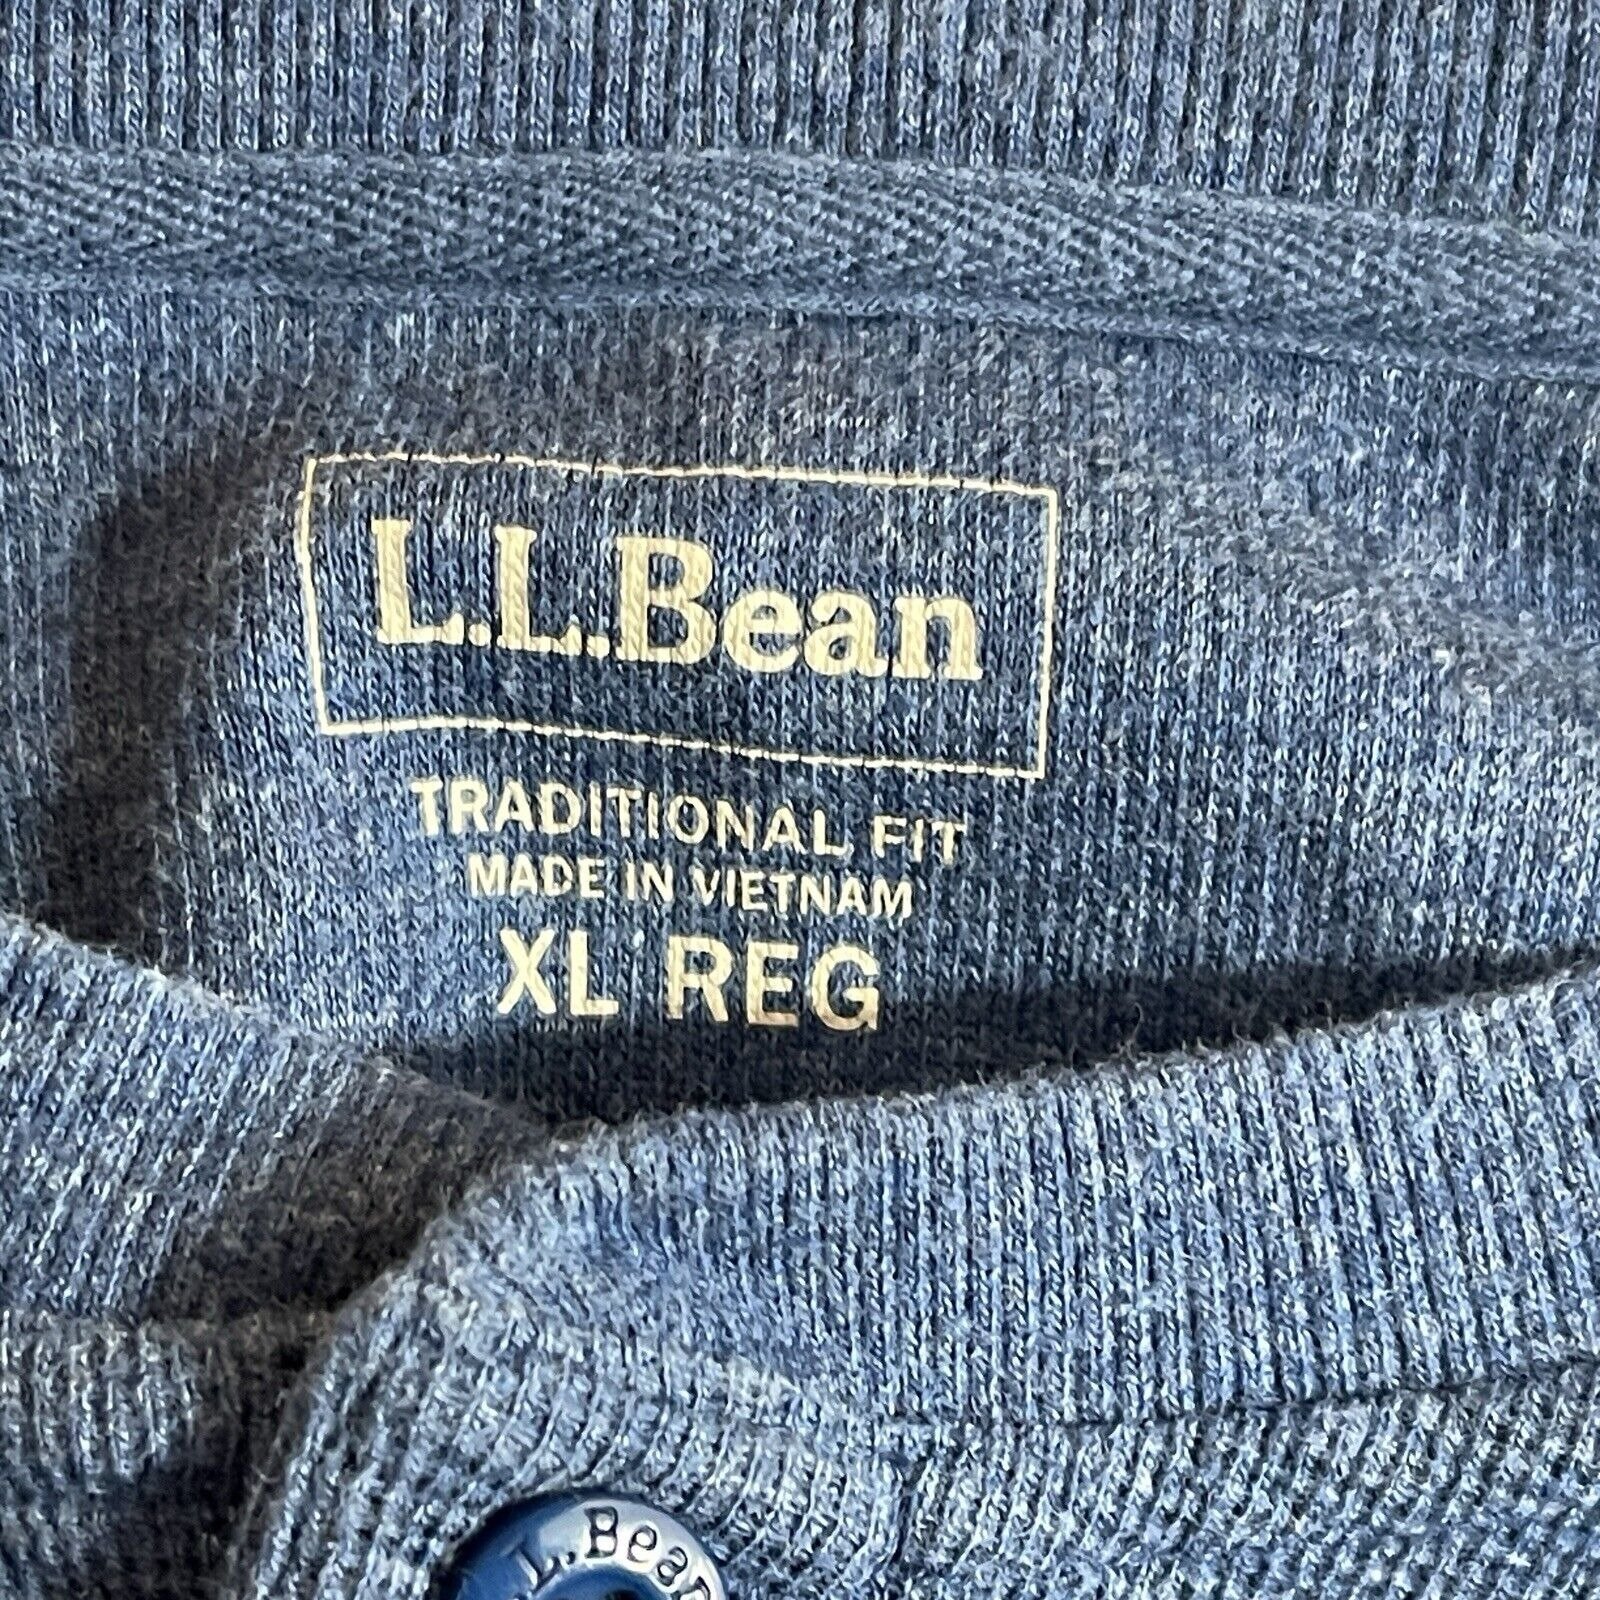 L.L.Bean
TRADITIONAL FIT
MADE IN VIETNAM
XL REG
L.Bean